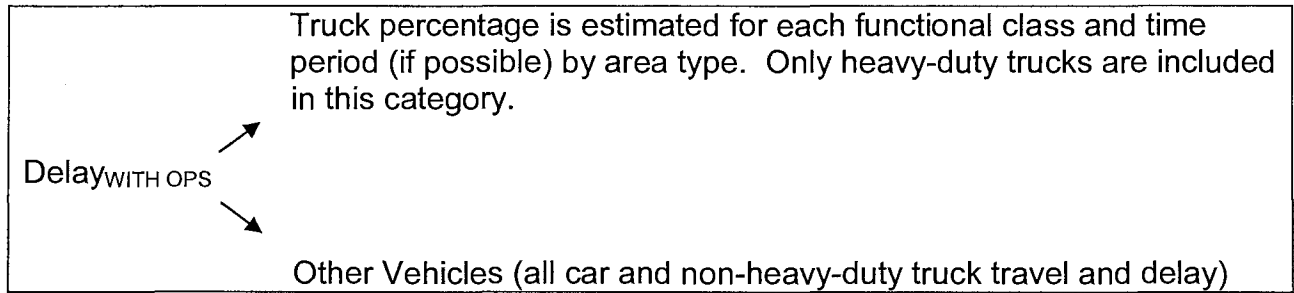 Truck percentage is estimated for each functional class and time
period (if possible) by area type.  Only heavy-duty trucks are included
in this category.
DelayWITH OPS
Other Vehicles (all car and non-heavy-duty truck travel and delay)